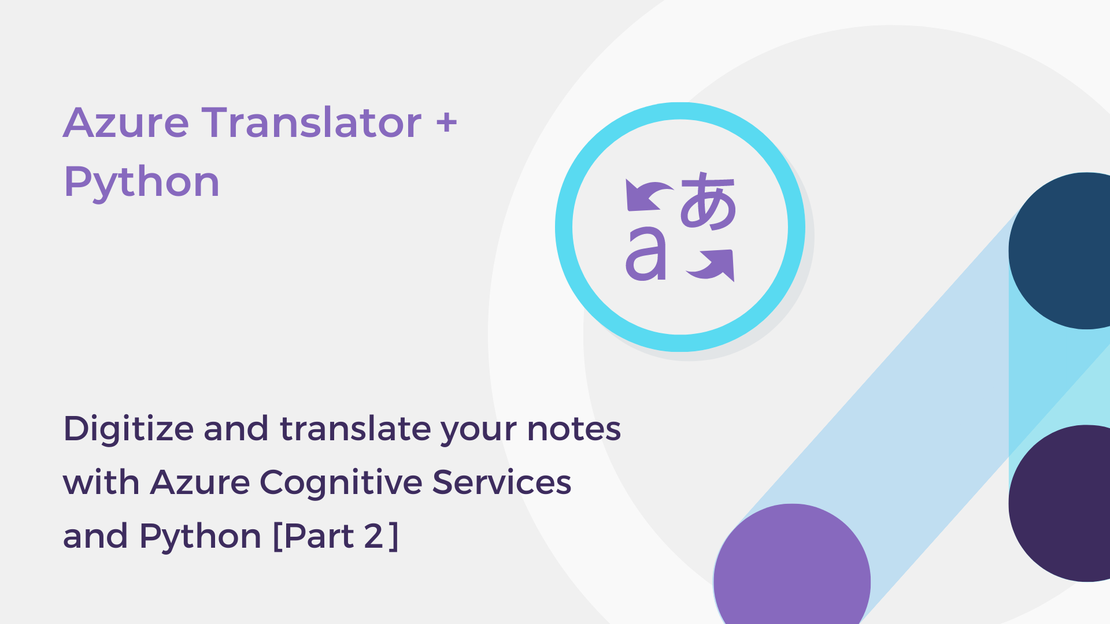 Azure Translator +
Python
あ
a
Digitize and translate your notes
with Azure Cognitive Services
and Python [Part 2]